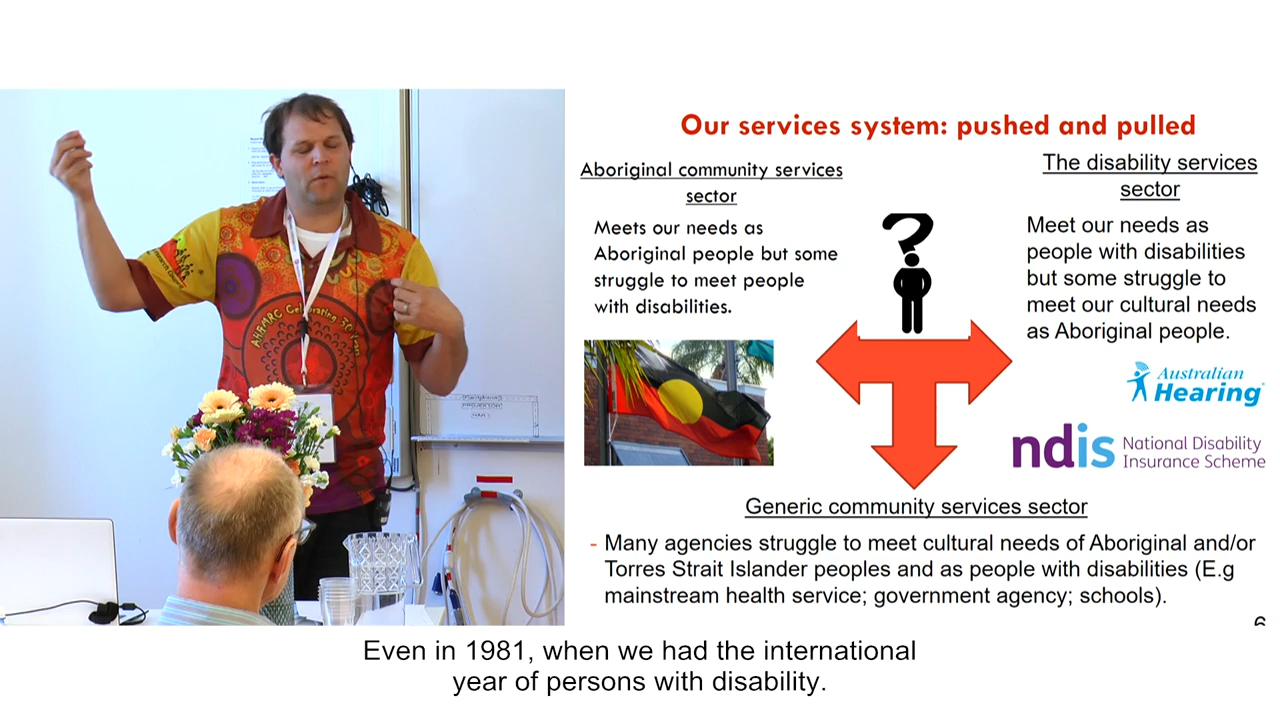 Our services system: pushed and pulled
Aboriginal community services
sector
Meets our needs as
Aboriginal people but some
struggle to meet people
with disabilities.
The disability services
sector
Meet our needs as
people with disabilities
but some struggle to
meet our cultural needs
as Aboriginal people.
Australian
Hearing
ndis National Disability
Insurance Scheme
Generic community services sector
- Many agencies struggle to meet cultural needs of Aboriginal and/or
Torres Strait Islander peoples and as people with disabilities (E.g
mainstream health service; government agency; schools).
6
AH&MRC Celebrating 30 Years
Even in 1981, when we had the international
year of persons with disability.